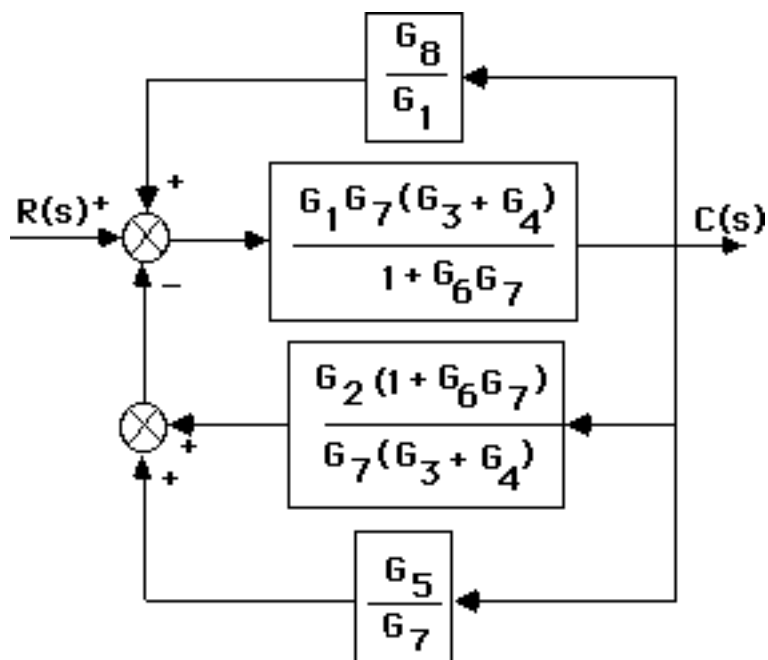 G8
G1
+
R(s)+
G1G7(G3 + G4)
1 + G6G7
C(s)
−
G2(1 + G6G7)
G7(G3 + G4)
+
+
G5
G7